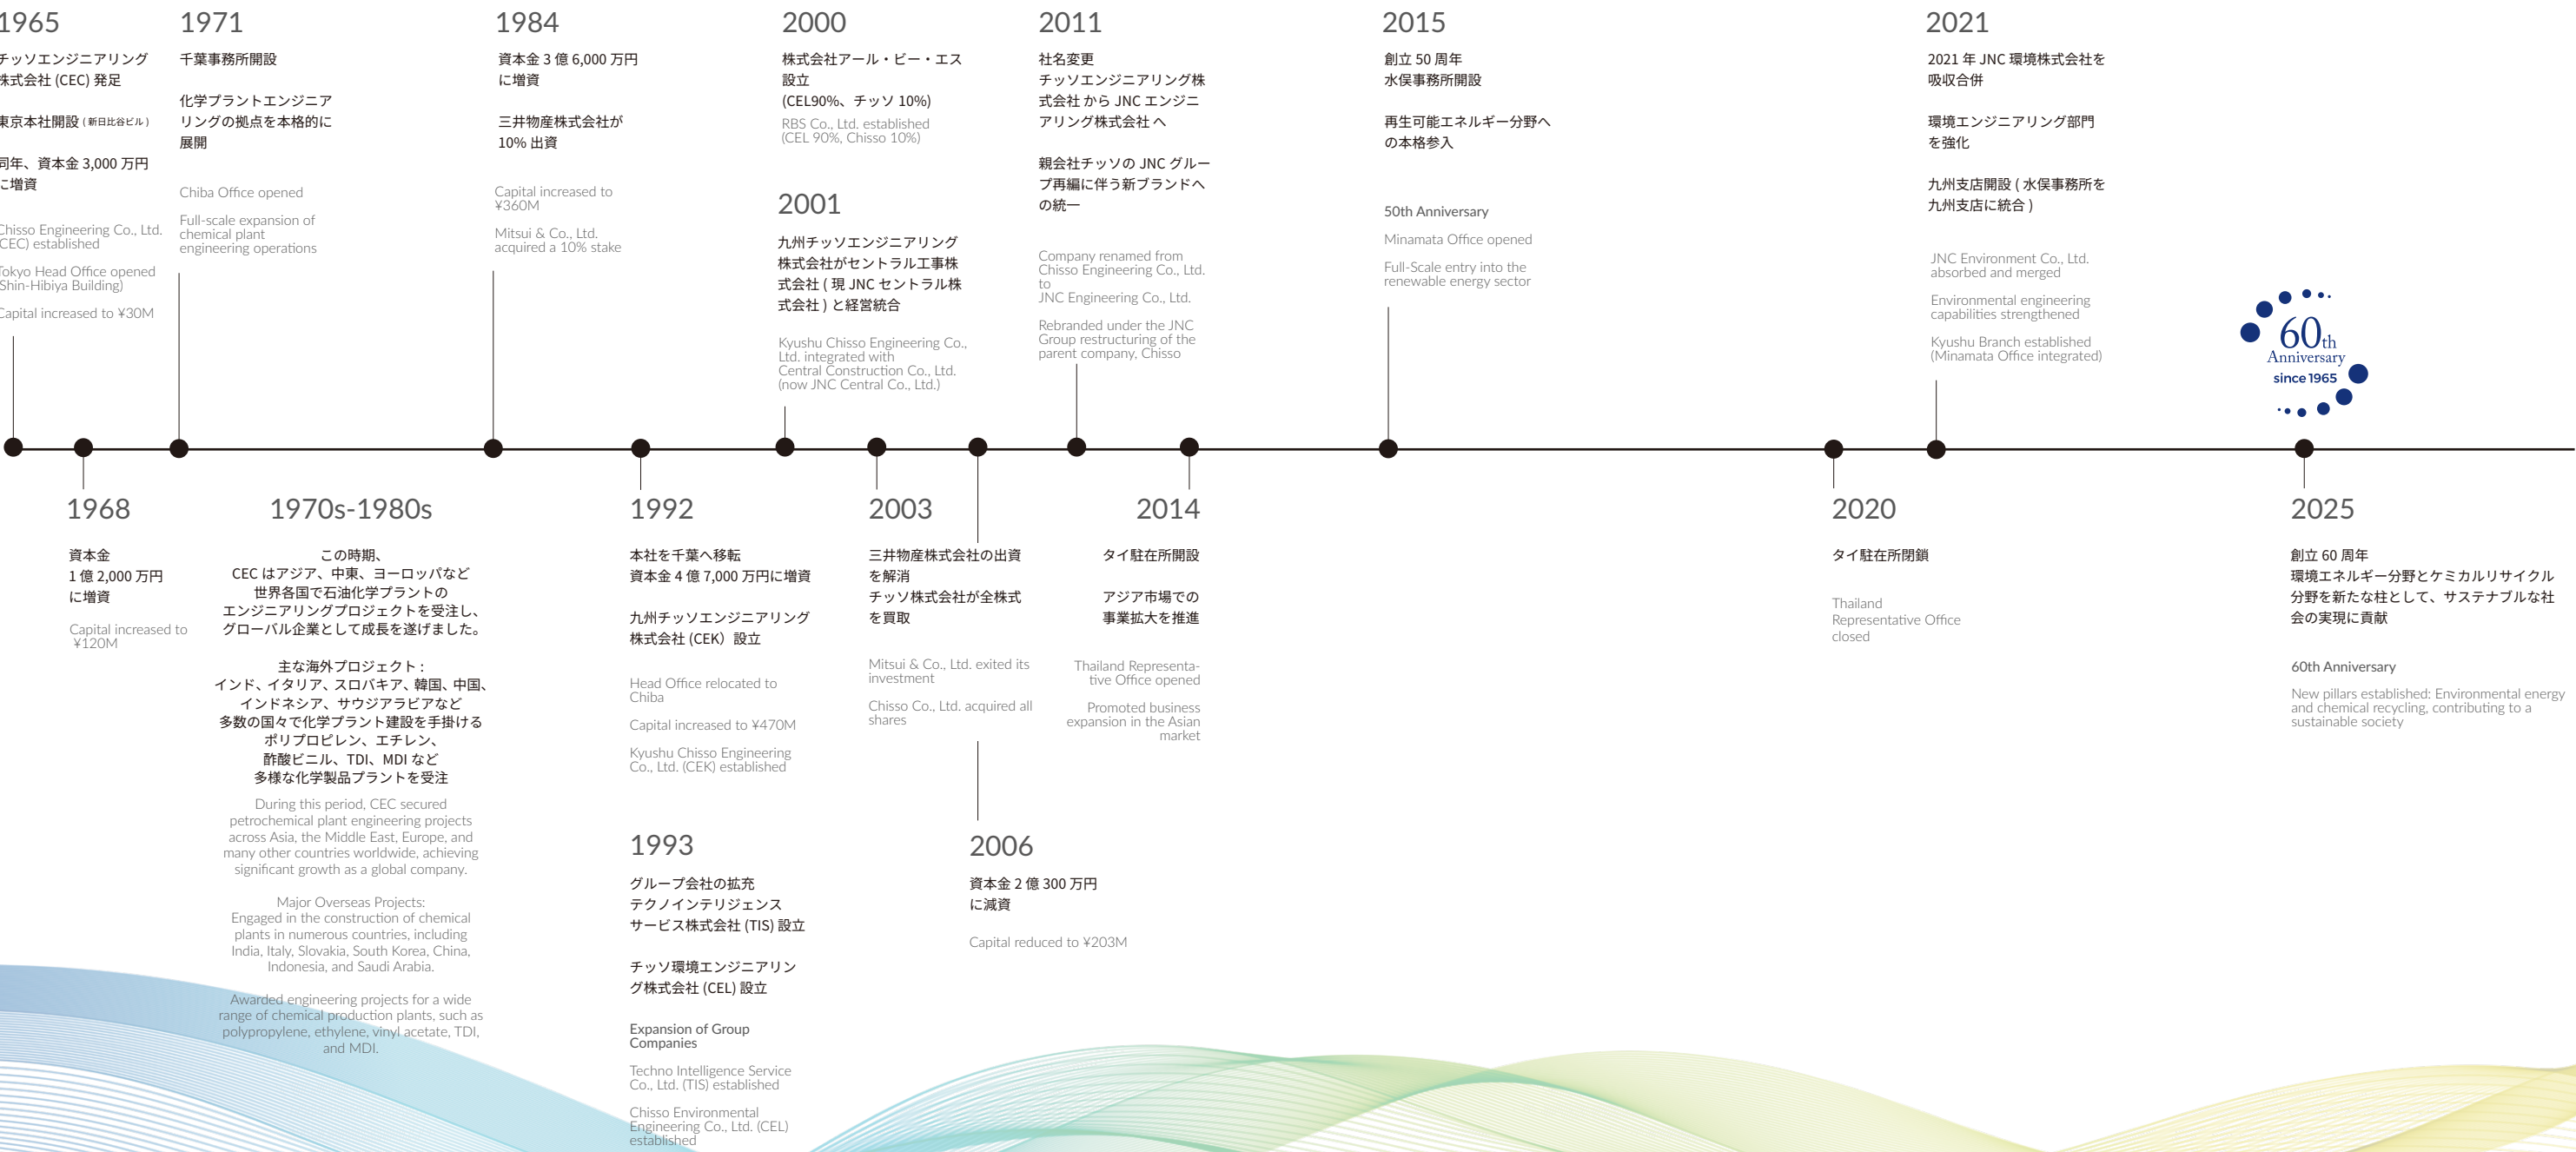 1965
チッソエンジニアリング
株式会社 (CEC) 発足
東京本社開設 ( 新日比谷ビル )
同年、資本金 3,000 万円
に増資
Chisso Engineering Co., Ltd.
(CEC) established
Tokyo Head Office opened
(Shin-Hibiya Building)
Capital increased to ¥30M
1971
千葉事務所開設
化学プラントエンジニア
リングの拠点を本格的に
展開
Chiba Office opened
Full-scale expansion of
chemical plant
engineering operations
1984
資本金 3 億 6,000 万円
に増資
三井物産株式会社が
10% 出資
Capital increased to
¥360M
Mitsui & Co., Ltd.
acquired a 10% stake
2000
株式会社アール・ビー・エス
設立
(CEL90%、チッソ 10%)
RBS Co., Ltd. established
(CEL 90%, Chisso 10%)
2001
九州チッソエンジニアリング
株式会社がセントラル工事株
式会社 ( 現 JNC セントラル株
式会社 ) と経営統合
Kyushu Chisso Engineering Co.,
Ltd. integrated with
Central Construction Co., Ltd.
(now JNC Central Co., Ltd.)
2011
社名変更
チッソエンジニアリング株
式会社 から JNC エンジニ
アリング株式会社 へ
親会社チッソの JNC グルー
プ再編に伴う新ブランドへ
の統一
Company renamed from
Chisso Engineering Co., Ltd.
to
JNC Engineering Co., Ltd.
Rebranded under the JNC
Group restructuring of the
parent company, Chisso
2015
創立 50 周年
水俣事務所開設
再生可能エネルギー分野へ
の本格参入
50th Anniversary
Minamata Office opened
Full-Scale entry into the
renewable energy sector
2021
2021 年 JNC 環境株式会社を
吸収合併
環境エンジニアリング部門
を強化
九州支店開設 ( 水俣事務所を
九州支店に統合 )
JNC Environment Co., Ltd.
absorbed and merged
Environmental engineering
capabilities strengthened
Kyushu Branch established
(Minamata Office integrated)
60th
Anniversary
since 1965
1968
資本金
1 億 2,000 万円
に増資
Capital increased to
¥120M
1970s-1980s
この時期、
CEC はアジア、中東、ヨーロッパなど
世界各国で石油化学プラントの
エンジニアリングプロジェクトを受注し、
グローバル企業として成長を遂げました。
主な海外プロジェクト :
インド、イタリア、スロバキア、韓国、中国、
インドネシア、サウジアラビアなど
多数の国々で化学プラント建設を手掛ける
ポリプロピレン、エチレン、
酢酸ビニル、TDI、MDI など
多様な化学製品プラントを受注
During this period, CEC secured
petrochemical plant engineering projects
across Asia, the Middle East, Europe, and
many other countries worldwide, achieving
significant growth as a global company.
Major Overseas Projects:
Engaged in the construction of chemical
plants in numerous countries, including
India, Italy, Slovakia, South Korea, China,
Indonesia, and Saudi Arabia.
Awarded engineering projects for a wide
range of chemical production plants, such as
polypropylene, ethylene, vinyl acetate, TDI,
and MDI.
1992
本社を千葉へ移転
資本金 4 億 7,000 万円に増資
九州チッソエンジニアリング
株式会社 (CEK）設立
Head Office relocated to
Chiba
Capital increased to ¥470M
Kyushu Chisso Engineering
Co., Ltd. (CEK) established
1993
グループ会社の拡充
テクノインテリジェンス
サービス株式会社 (TIS) 設立
チッソ環境エンジニアリン
グ株式会社 (CEL) 設立
Expansion of Group
Companies
Techno Intelligence Service
Co., Ltd. (TIS) established
Chisso Environmental
Engineering Co., Ltd. (CEL)
established
2003
三井物産株式会社の出資
を解消
チッソ株式会社が全株式
を買取
Mitsui & Co., Ltd. exited its
investment
Chisso Co., Ltd. acquired all
shares
2006
資本金 2 億 300 万円
に減資
Capital reduced to ¥203M
2014
タイ駐在所開設
アジア市場での
事業拡大を推進
Thailand Representa-
tive Office opened
Promoted business
expansion in the Asian
market
2020
タイ駐在所閉鎖
Thailand
Representative Office
closed
2025
創立 60 周年
環境エネルギー分野とケミカルリサイクル
分野を新たな柱として、サステナブルな社
会の実現に貢献
60th Anniversary
New pillars established: Environmental energy
and chemical recycling, contributing to a
sustainable society